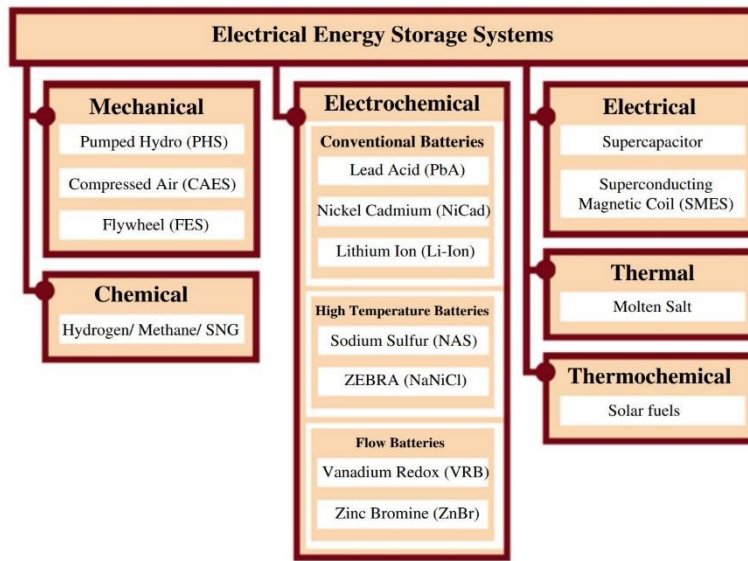 Electrical Energy Storage Systems
Mechanical
Pumped Hydro (PHS)
Compressed Air (CAES)
Flywheel (FES)
Chemical
Hydrogen/ Methane/ SNG
Electrochemical
Conventional Batteries
Lead Acid (PbA)
Nickel Cadmium (NiCad)
Lithium Ion (Li-Ion)
High Temperature Batteries
Sodium Sulfur (NAS)
ZEBRA (NaNiCl)
Flow Batteries
Vanadium Redox (VRB)
Zinc Bromine (ZnBr)
Electrical
Supercapacitor
Superconducting
Magnetic Coil (SMES)
Thermal
Molten Salt
Thermochemical
Solar fuels